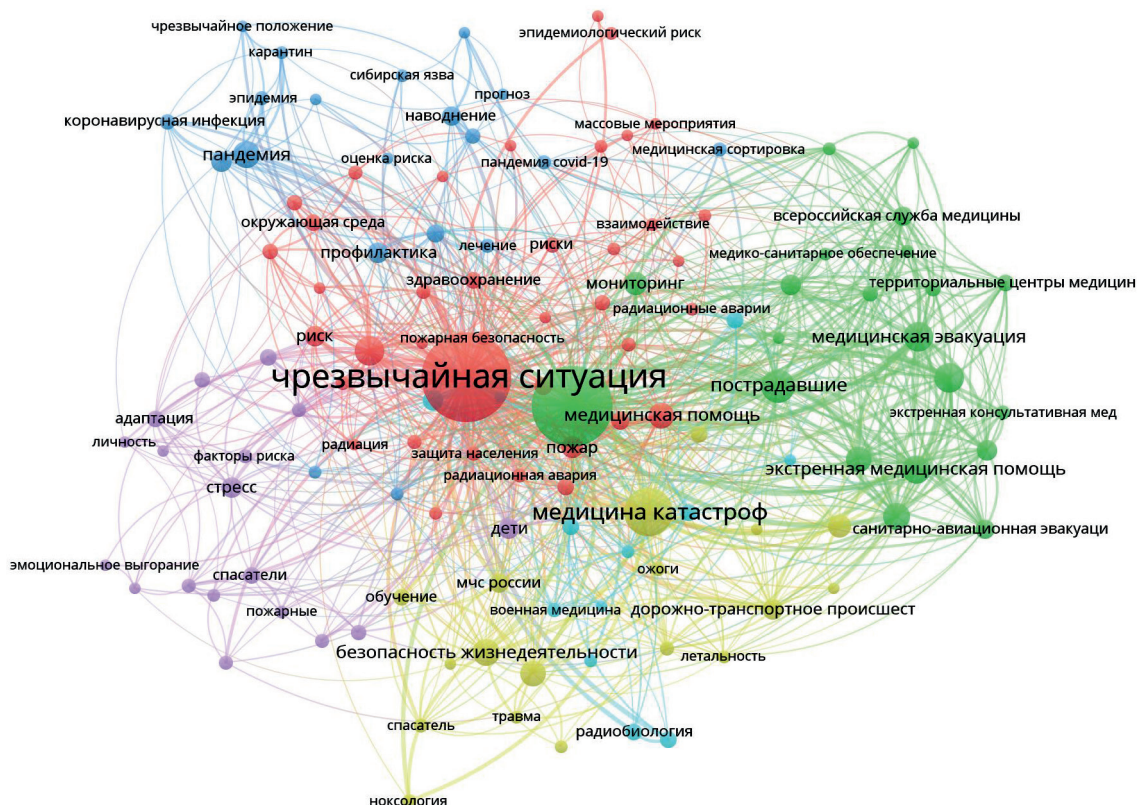 чрезвычайное положение
эпидемиологический риск
карантин
сибирская язва
прогноз
эпидемия
коронавирусная инфекция
наводнение
массовые мероприятия
медицинская сортировка
пандемия
оценка риска
пандемия covid-19
всероссийская служба медицины
окружающая среда
взаимодействие
профилактика
лечение
риски
медико-санитарное обеспечение
здравоохранение
мониторинг
территориальные центры медицин
радиационные аварии
риск
пожарная безопасность
медицинская эвакуация
чрезвычайная ситуация
пострадавшие
адаптация
медицинская помощь
экстренная консультативная мед
личность
радиация
пожар
факторы риска
защита населения
экстренная медицинская помощь
стресс
радиационная авария
медицина катастроф
дети
санитарно-авиационная эвакуаци
эмоциональное выгорание
спасатели
мчс россии
ожоги
обучение
пожарные
военная медицина
дорожно-транспортное происшест
безопасность жизнедеятельности
летальность
спасатель
травма
радиобиология
ноксология